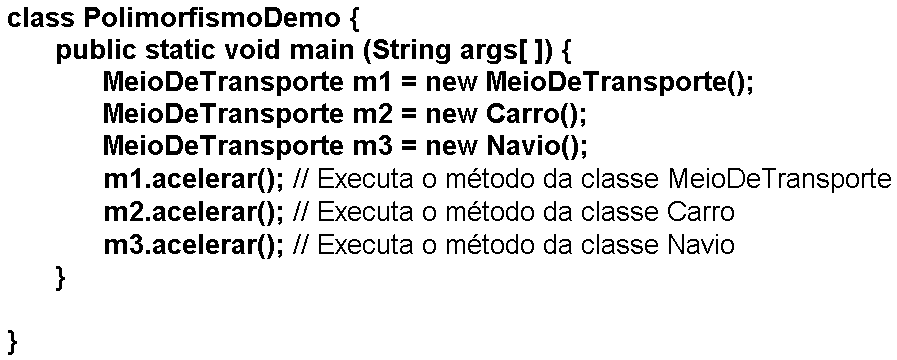 class PolimorfismoDemo {
public static void main (String args[ ]) {
MeioDeTransporte m1 = new MeioDeTransporte();
MeioDeTransporte m2 = new Carro();
MeioDeTransporte m3 = new Navio();
m1.acelerar(); // Executa o método da classe MeioDeTransporte
m2.acelerar(); // Executa o método da classe Carro
m3.acelerar(); // Executa o método da classe Navio
}
}